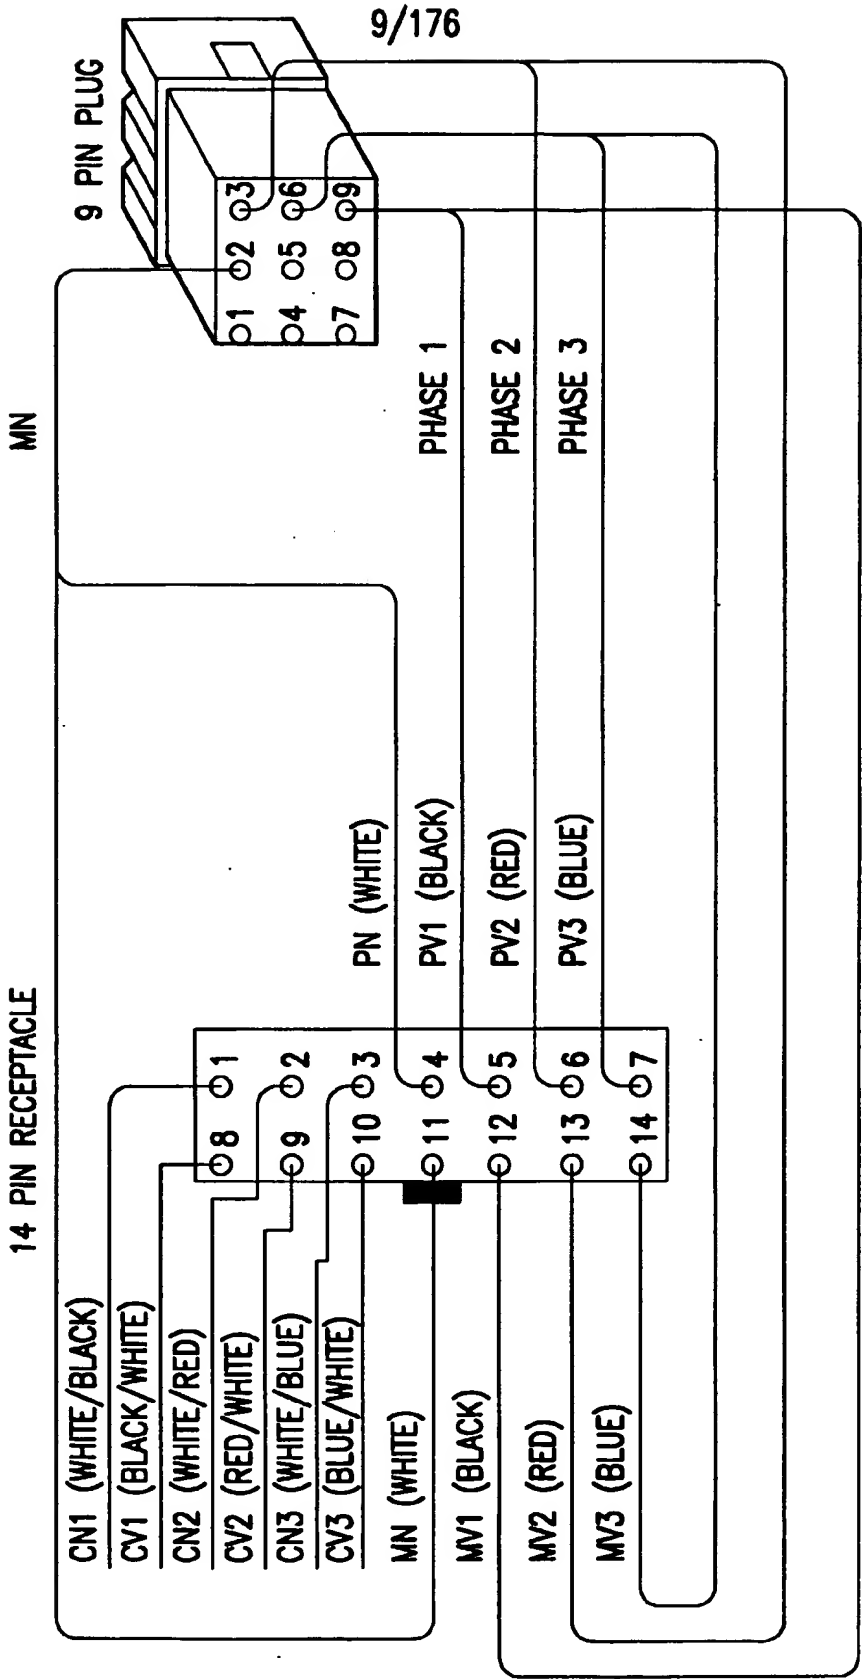 9/176
14 PIN RECEPTACLE
MN
9 PIN PLUG
CN1 (WHITE/BLACK)
CV1 (BLACK/WHITE)
CN2 (WHITE/RED)
CV2 (RED/WHITE)
CN3 (WHITE/BLUE)
CV3 (BLUE/WHITE)
MN (WHITE)
MV1 (BLACK)
MV2 (RED)
MV3 (BLUE)
8 1
9 2
10 3
11 4
12 5
13 6
14 7
PN (WHITE)
PV1 (BLACK)
PV2 (RED)
PV3 (BLUE)
PHASE 1
PHASE 2
PHASE 3
1 2 3
4 5 6
7 8 9